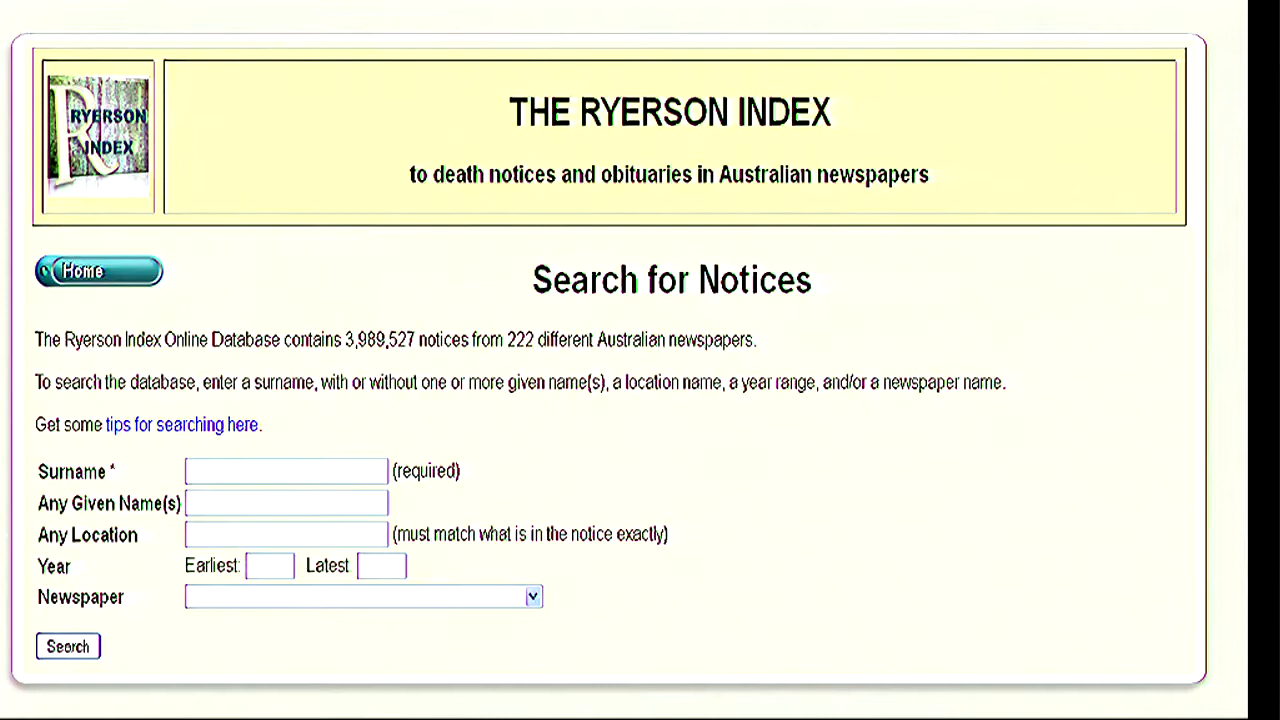 RYERSON
INDEX
THE RYERSON INDEX
to death notices and obituaries in Australian newspapers
Home
Search for Notices
The Ryerson Index Online Database contains 3,989,527 notices from 222 different Australian newspapers.
To search the database, enter a surname, with or without one or more given name(s), a location name, a year range, and/or a newspaper name.
Get some tips for searching here.
Surname * (required)
Any Given Name(s)
Any Location (must match what is in the notice exactly)
Year Earliest: Latest
Newspaper
Search